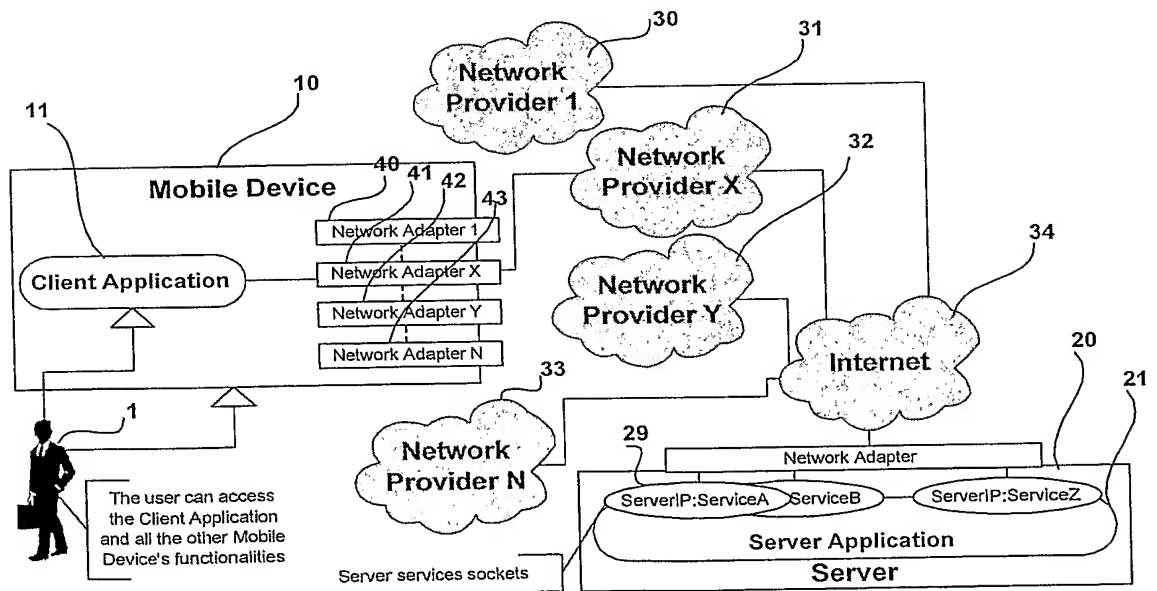 30
Network
Provider 1
31
10
11
Network
Provider X
32
Mobile Device
40
41
42
43
Network Adapter 1
Client Application
Network Adapter X
Network Adapter Y
Network Adapter N
Network
Provider Y
34
Internet
20
21
33
Network
Provider N
1
The user can access
the Client Application
and all the other Mobile
Device's functionalities
29
Network Adapter
ServerIP:ServiceA
ServiceB
ServerIP:ServiceZ
Server Application
Server
Server services sockets